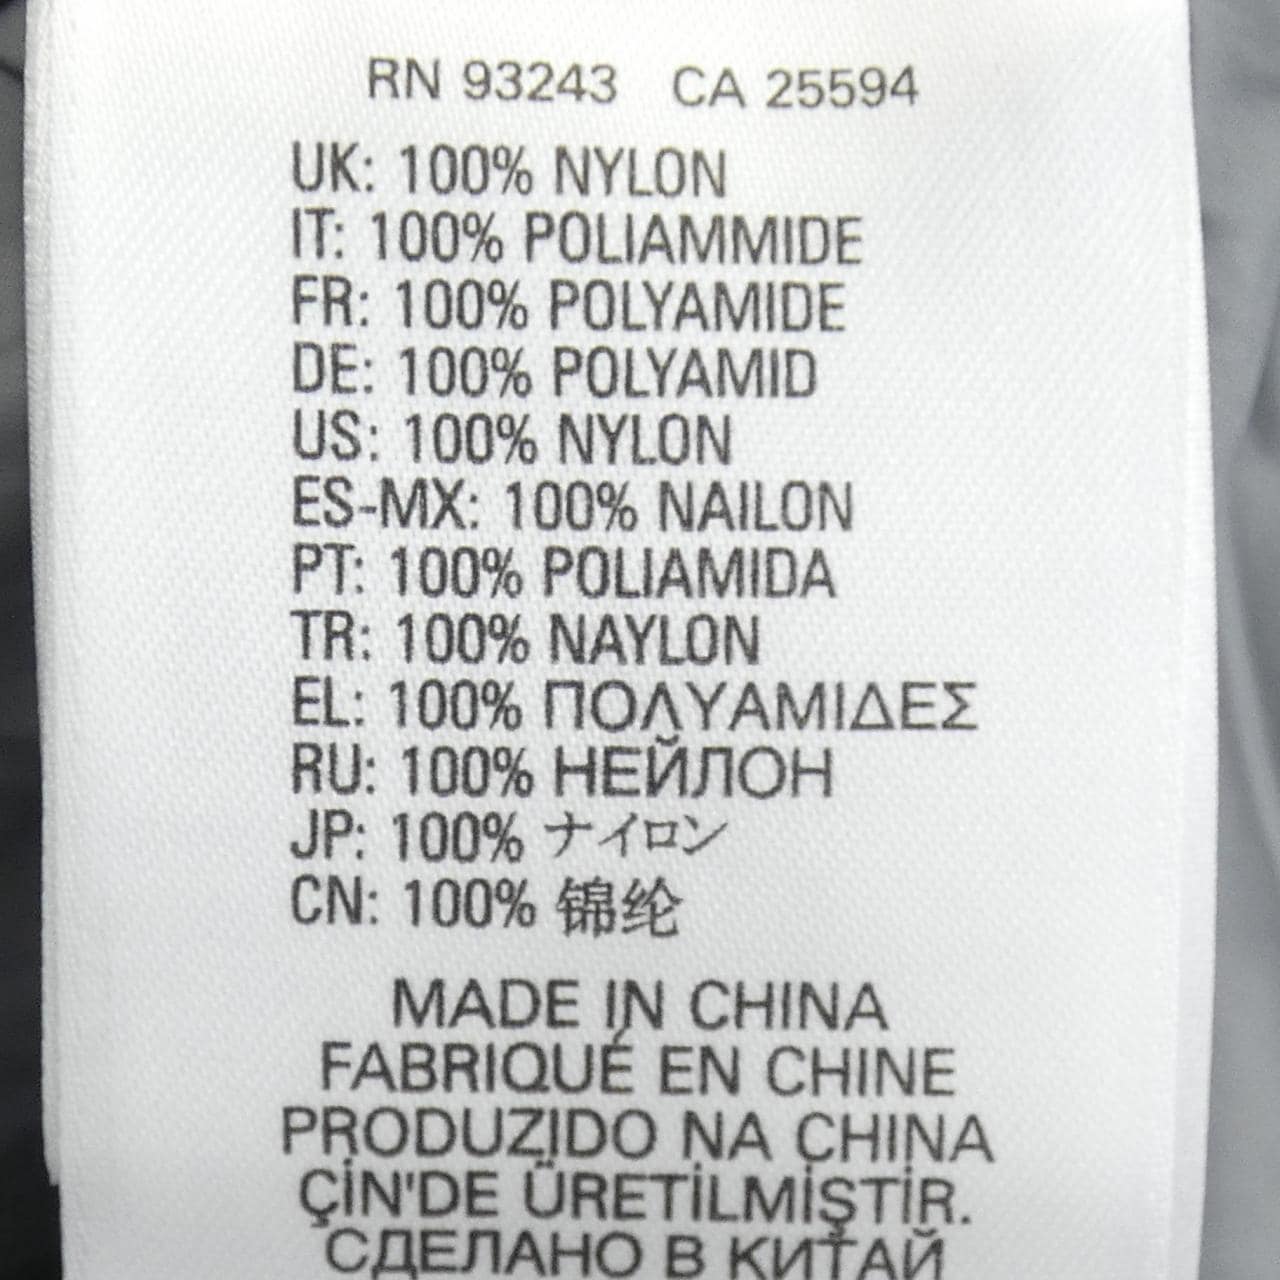 RN 93243 CA 25594
UK: 100% NYLON
IT: 100% POLIAMMIDE
FR: 100% POLYAMIDE
DE: 100% POLYAMID
US: 100% NYLON
ES-MX: 100% NAILON
PT: 100% POLIAMIDA
TR: 100% NAYLON
EL: 100% ΠΟΛΥΑΜΙΔΕΣ
RU: 100% НЕЙЛОН
JP: 100% ナイロン
CN: 100% 锦纶
MADE IN CHINA
FABRIQUÉ EN CHINE
PRODUZIDO NA CHINA
ÇİN'DE ÜRETİLMİŞTİR.
СДЕЛАНО В КИТАЙ